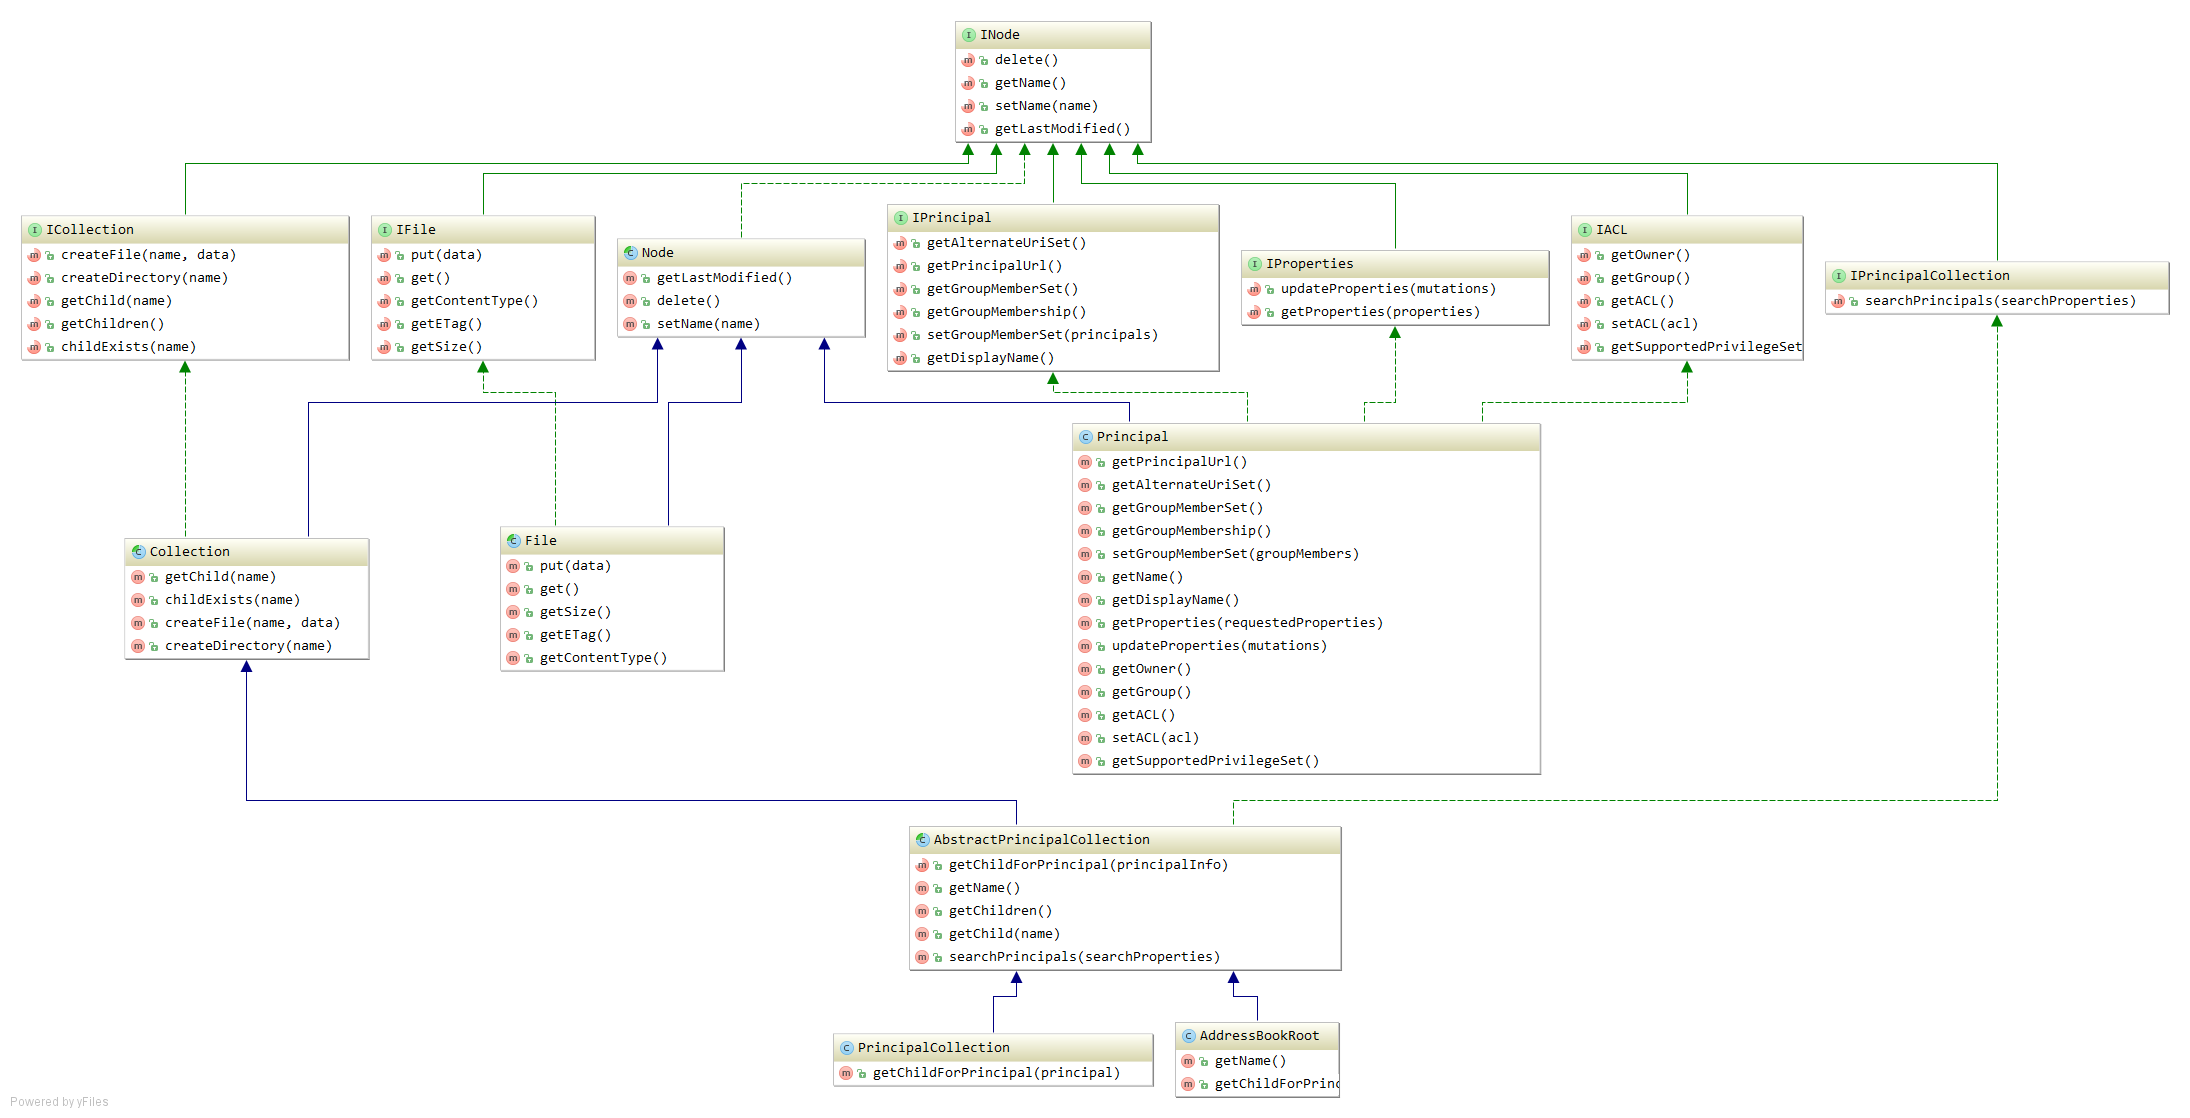 INode
delete()
getName()
setName(name)
getLastModified()
ICollection
createFile(name, data)
createDirectory(name)
getChild(name)
getChildren()
childExists(name)
IFile
put(data)
get()
getContentType()
getETag()
getSize()
Node
getLastModified()
delete()
setName(name)
IPrincipal
getAlternateUriSet()
getPrincipalUrl()
getGroupMemberSet()
getGroupMembership()
setGroupMemberSet(principals)
getDisplayName()
IProperties
updateProperties(mutations)
getProperties(properties)
IACL
getOwner()
getGroup()
getACL()
setACL(acl)
getSupportedPrivilegeSet
IPrincipalCollection
searchPrincipals(searchProperties)
Collection
getChild(name)
childExists(name)
createFile(name, data)
createDirectory(name)
File
put(data)
get()
getSize()
getETag()
getContentType()
Principal
getPrincipalUrl()
getAlternateUriSet()
getGroupMemberSet()
getGroupMembership()
setGroupMemberSet(groupMembers)
getName()
getDisplayName()
getProperties(requestedProperties)
updateProperties(mutations)
getOwner()
getGroup()
getACL()
setACL(acl)
getSupportedPrivilegeSet()
AbstractPrincipalCollection
getChildForPrincipal(principalInfo)
getName()
getChildren()
getChild(name)
searchPrincipals(searchProperties)
PrincipalCollection
getChildForPrincipal(principal)
AddressBookRoot
getName()
getChildForPrinc
Powered by yFiles